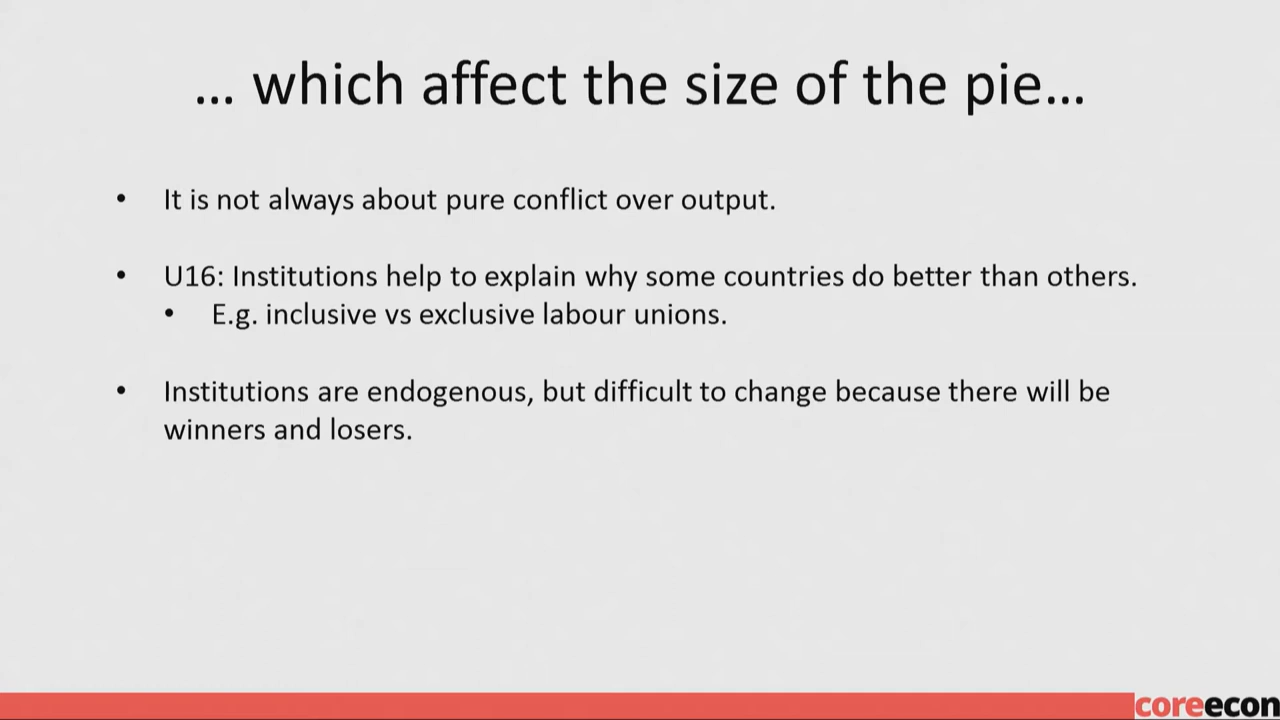 ... which affect the size of the pie...
• It is not always about pure conflict over output.
• U16: Institutions help to explain why some countries do better than others.
• E.g. inclusive vs exclusive labour unions.
• Institutions are endogenous, but difficult to change because there will be
winners and losers.
coreecon